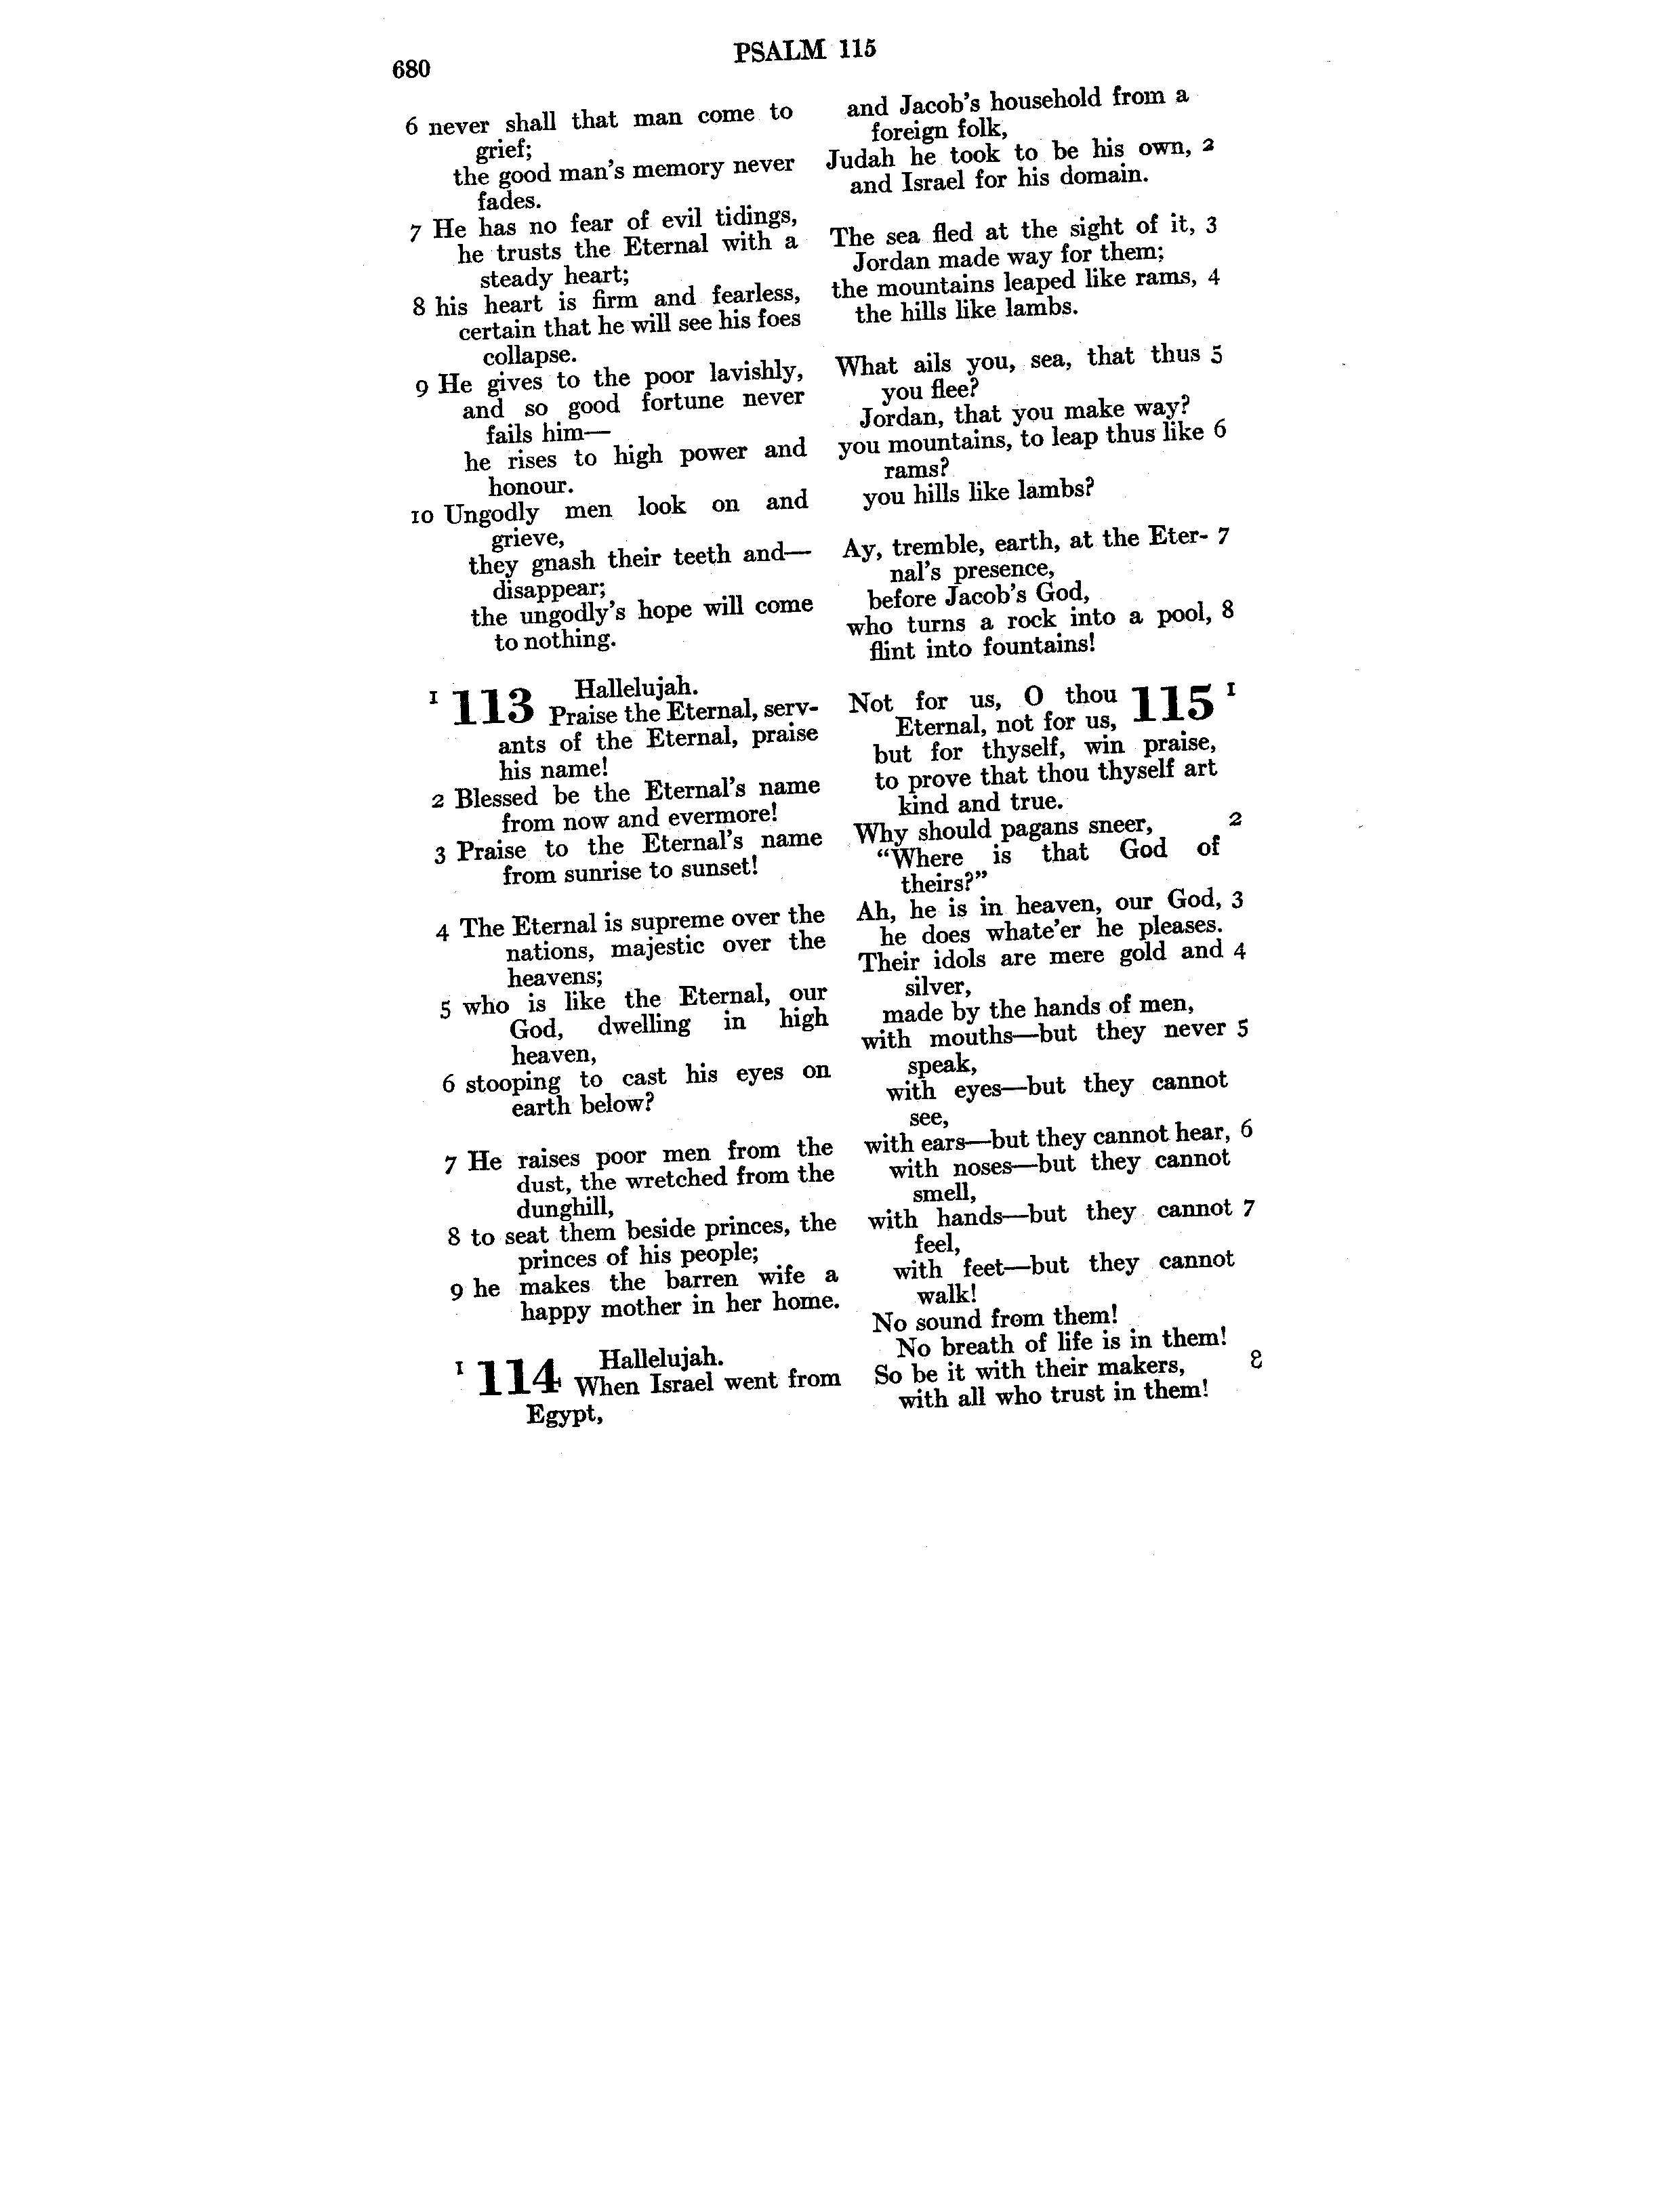 680
PSALM 115
6 never shall that man come to
grief;
the good man's memory never
fades.
7 He has no fear of evil tidings,
he trusts the Eternal with a
steady heart;
8 his heart is firm and fearless,
certain that he will see his foes
collapse.
9 He gives to the poor lavishly,
and so good fortune never
fails him—
he rises to high power and
honour.
10 Ungodly men look on and
grieve,
they gnash their teeth and—
disappear;
the ungodly's hope will come
to nothing.
Hallelujah.
1 113 Praise the Eternal, serv-
ants of the Eternal, praise
his name!
2 Blessed be the Eternal's name
from now and evermore!
3 Praise to the Eternal's name
from sunrise to sunset!
4 The Eternal is supreme over the
nations, majestic over the
heavens;
5 who is like the Eternal, our
God, dwelling in high
heaven,
6 stooping to cast his eyes on
earth below?
7 He raises poor men from the
dust, the wretched from the
dunghill,
8 to seat them beside princes, the
princes of his people;
9 he makes the barren wife a
happy mother in her home.
Hallelujah.
1 114 When Israel went from
Egypt,
and Jacob's household from a
foreign folk,
Judah he took to be his own, 2
and Israel for his domain.
The sea fled at the sight of it, 3
Jordan made way for them;
the mountains leaped like rams, 4
the hills like lambs.
What ails you, sea, that thus 5
you flee?
Jordan, that you make way?
you mountains, to leap thus like 6
rams?
you hills like lambs?
Ay, tremble, earth, at the Eter- 7
nal's presence,
before Jacob's God,
who turns a rock into a pool, 8
flint into fountains!
Not for us, O thou 115 1
Eternal, not for us,
but for thyself, win praise,
to prove that thou thyself art
kind and true.
Why should pagans sneer, 2
"Where is that God of
theirs?"
Ah, he is in heaven, our God, 3
he does whate'er he pleases.
Their idols are mere gold and 4
silver,
made by the hands of men,
with mouths—but they never 5
speak,
with eyes—but they cannot
see,
with ears—but they cannot hear, 6
with noses—but they cannot
smell,
with hands—but they cannot 7
feel,
with feet—but they cannot
walk!
No sound from them!
No breath of life is in them!
So be it with their makers, 8
with all who trust in them!